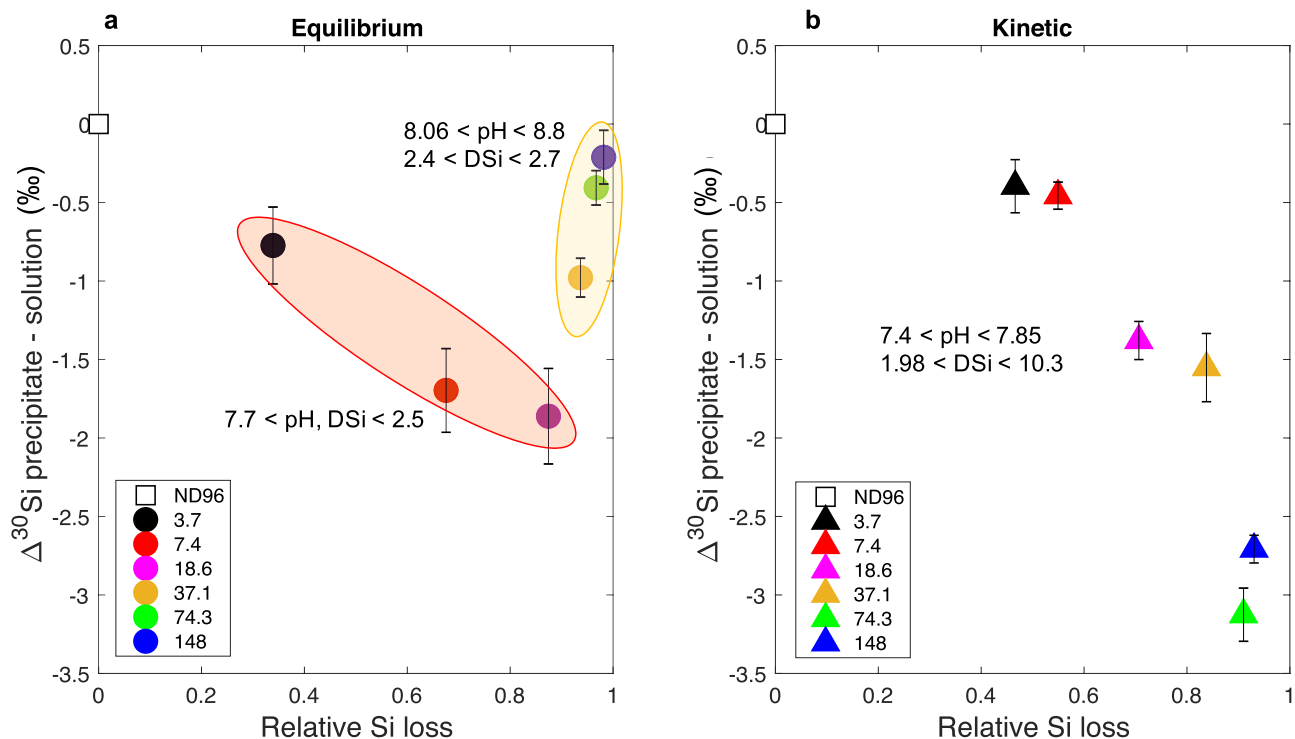 a
Equilibrium
0.5
0
-0.5
-1
-1.5
-2
-2.5
-3
-3.5
0
0.2
0.4
0.6
0.8
1
Δ³⁰Si precipitate - solution (‰)
Relative Si loss
8.06 < pH < 8.8
2.4 < DSi < 2.7
7.7 < pH, DSi < 2.5
ND96
3.7
7.4
18.6
37.1
74.3
148
b
Kinetic
0.5
0
-0.5
-1
-1.5
-2
-2.5
-3
-3.5
0
0.2
0.4
0.6
0.8
1
Δ³⁰Si precipitate - solution (‰)
Relative Si loss
7.4 < pH < 7.85
1.98 < DSi < 10.3
ND96
3.7
7.4
18.6
37.1
74.3
148